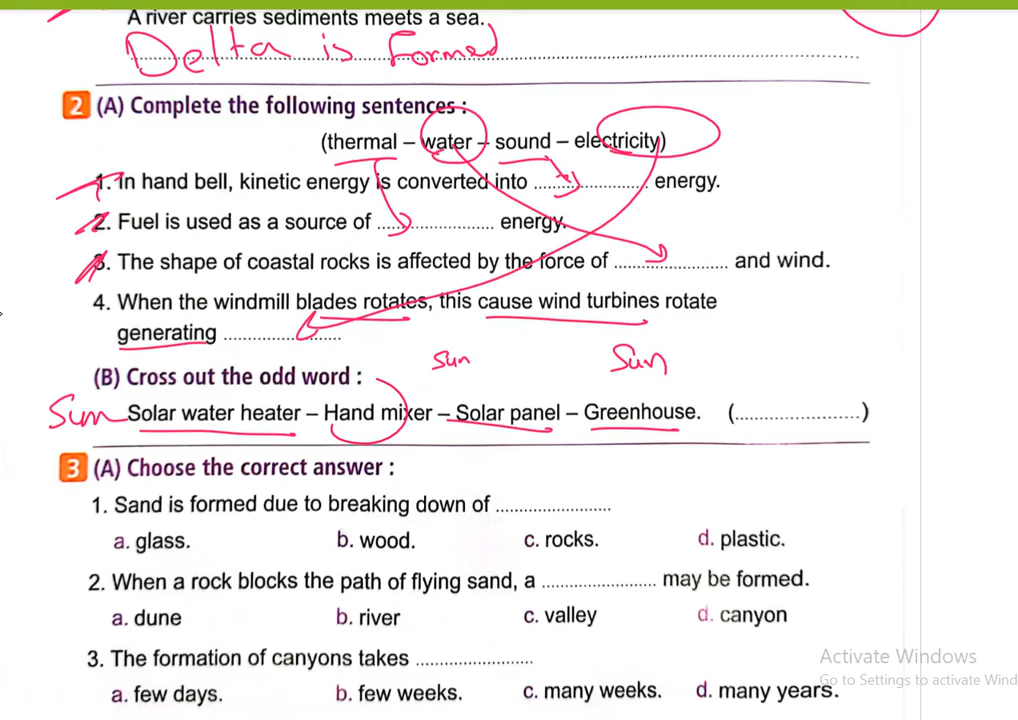 A river carries sediments meets a sea.
Delta is formed
2 (A) Complete the following sentences :
(thermal – water – sound – electricity)
1. In hand bell, kinetic energy is converted into ........................ energy.
2. Fuel is used as a source of ........................ energy.
3. The shape of coastal rocks is affected by the force of ........................ and wind.
4. When the windmill blades rotates, this cause wind turbines rotate
generating ........................
Sun Sun
(B) Cross out the odd word :
Sun Solar water heater – Hand mixer – Solar panel – Greenhouse. (........................)
3 (A) Choose the correct answer :
1. Sand is formed due to breaking down of ........................
a. glass. b. wood. c. rocks. d. plastic.
2. When a rock blocks the path of flying sand, a ........................ may be formed.
a. dune b. river c. valley d. canyon
3. The formation of canyons takes ........................
a. few days. b. few weeks. c. many weeks. d. many years.
Activate Windows
Go to Settings to activate Wind